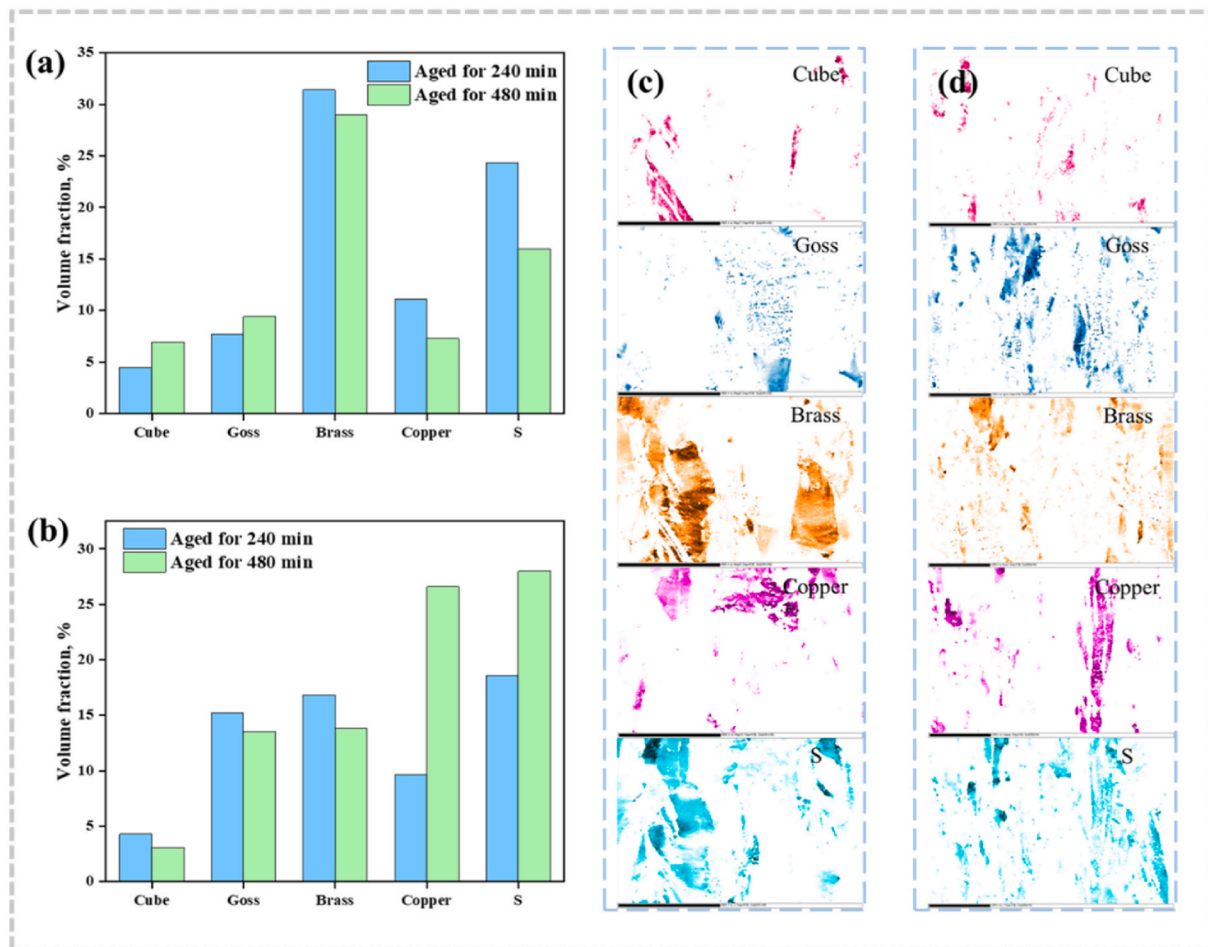 (a)
35
30
25
20
15
10
5
0
Volume fraction, %
Aged for 240 min
Aged for 480 min
Cube Goss Brass Copper S
(b)
30
25
20
15
10
5
0
Volume fraction, %
Aged for 240 min
Aged for 480 min
Cube Goss Brass Copper S
(c)
Cube
Goss
Brass
Copper
S
(d)
Cube
Goss
Brass
Copper
S